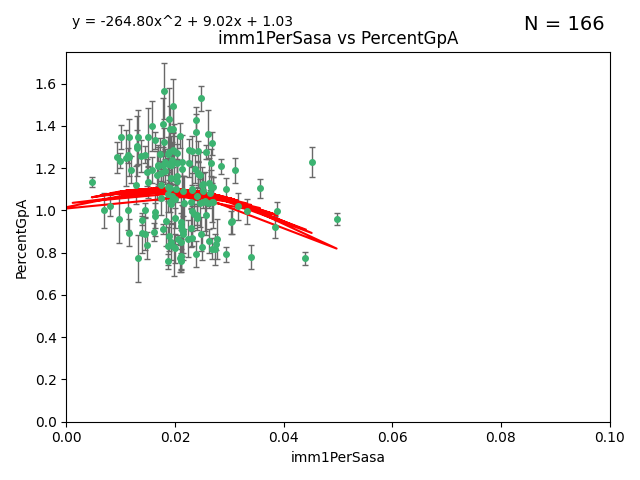 y = -264.80x^2 + 9.02x + 1.03
N = 166
imm1PerSasa vs PercentGpA
1.6
1.4
1.2
1.0
0.8
0.6
0.4
0.2
0.0
PercentGpA
0.00 0.02 0.04 0.06 0.08 0.10
imm1PerSasa